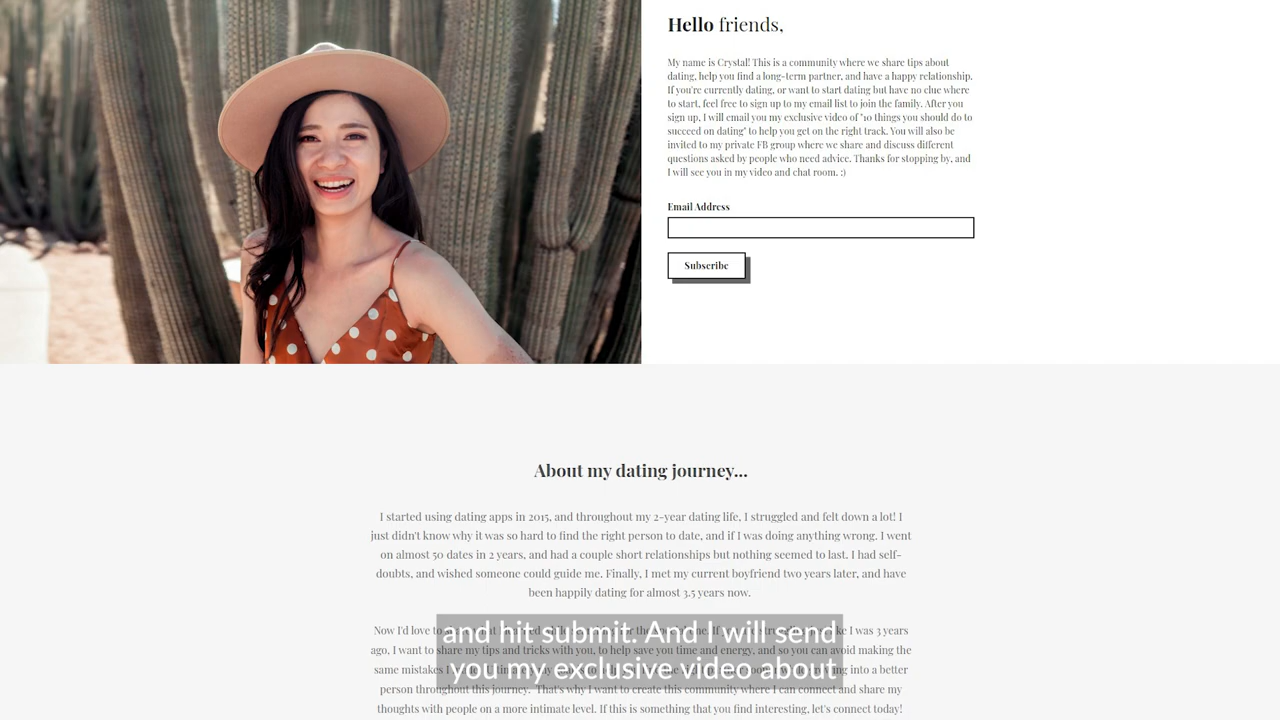 Hello friends,
My name is Crystal! This is a community where we share tips about
dating, help you find a long-term partner, and have a happy relationship.
If you're currently dating, or want to start dating but have no clue where
to start, feel free to sign up to my email list to join the family. After you
sign up, I will email you my exclusive video of "10 things you should do to
succeed on dating" to help you get on the right track. You will also be
invited to my private FB group where we share and discuss different
questions asked by people who need advice. Thanks for stopping by, and
I will see you in my video and chat room. :)
Email Address
Subscribe
About my dating journey...
I started using dating apps in 2015, and throughout my 2-year dating life, I struggled and felt down a lot! I
just didn't know why it was so hard to find the right person to date, and if I was doing anything wrong. I went
on almost 50 dates in 2 years, and had a couple short relationships but nothing seemed to last. I had self-
doubts, and wished someone could guide me. Finally, I met my current boyfriend two years later, and have
been happily dating for almost 3.5 years now.
Now I'd love to I was 3 years
ago, I want to share my tips and tricks with you, to help save you time and energy, and so you can avoid making the
same mistakes into a better
person throughout this journey. That's why I want to create this community where I can connect and share my
thoughts with people on a more intimate level. If this is something that you find interesting, let's connect today!
and hit submit. And I will send
you my exclusive video about